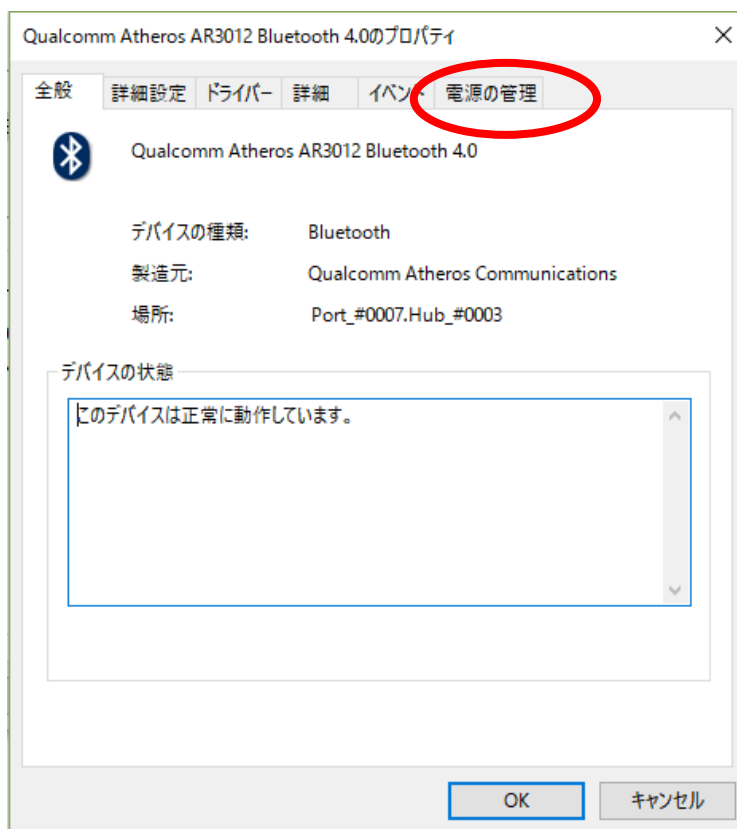 Qualcomm Atheros AR3012 Bluetooth 4.0のプロパティ
全般 詳細設定 ドライバー 詳細 イベント 電源の管理
Qualcomm Atheros AR3012 Bluetooth 4.0
デバイスの種類: Bluetooth
製造元: Qualcomm Atheros Communications
場所: Port_#0007.Hub_#0003
デバイスの状態
このデバイスは正常に動作しています。
OK キャンセル